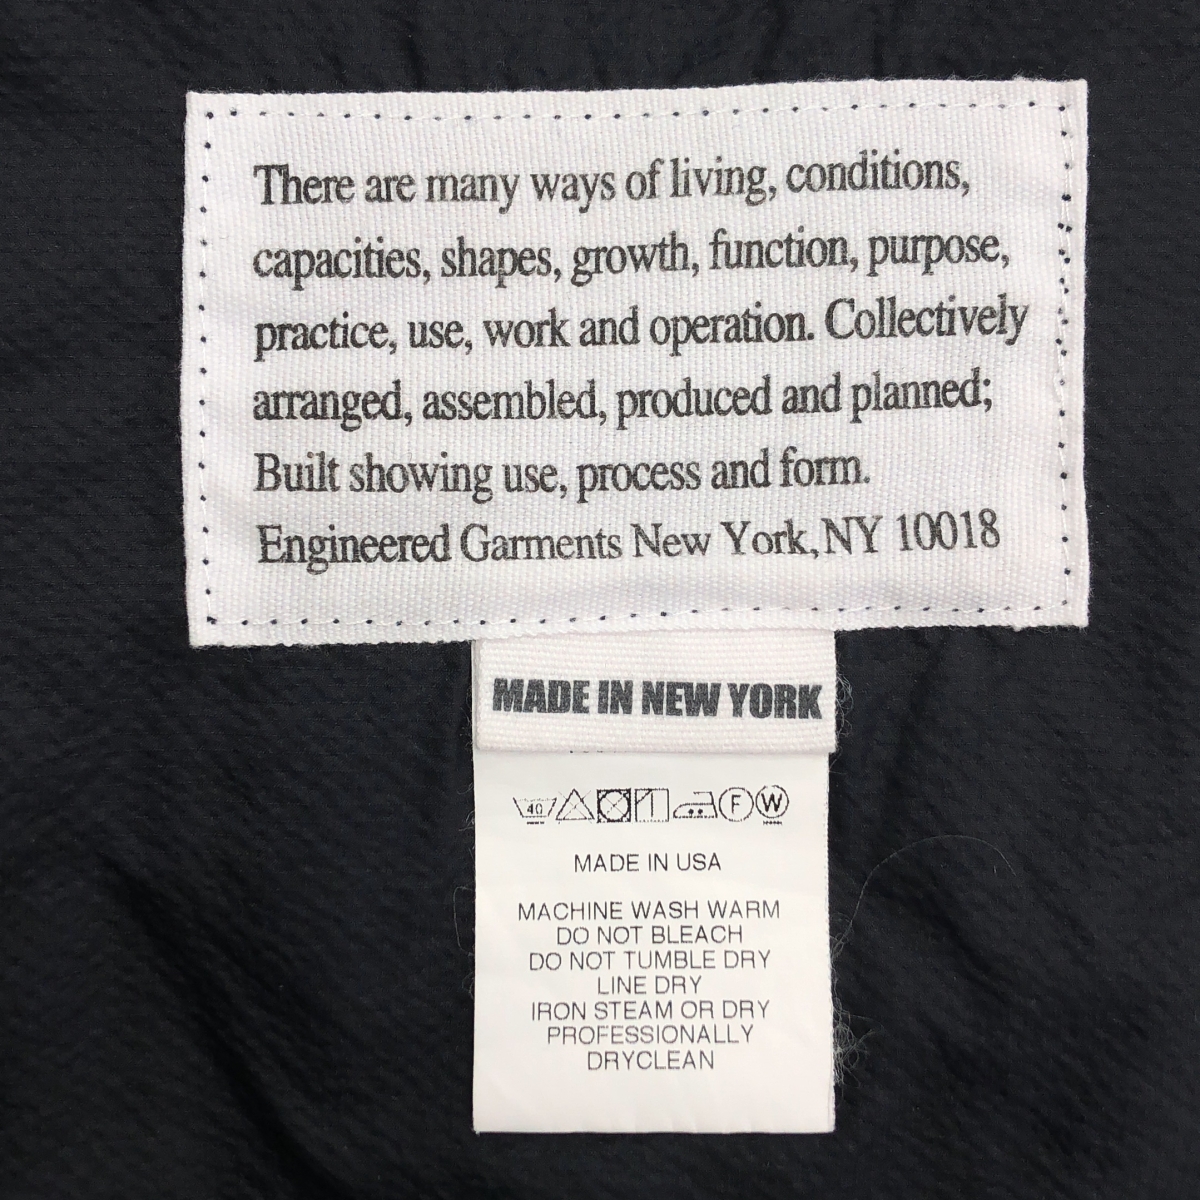 There are many ways of living, conditions,
capacities, shapes, growth, function, purpose,
practice, use, work and operation. Collectively
arranged, assembled, produced and planned;
Built showing use, process and form.
Engineered Garments New York, NY 10018
MADE IN NEW YORK
40 F W
MADE IN USA
MACHINE WASH WARM
DO NOT BLEACH
DO NOT TUMBLE DRY
LINE DRY
IRON STEAM OR DRY
PROFESSIONALLY
DRYCLEAN